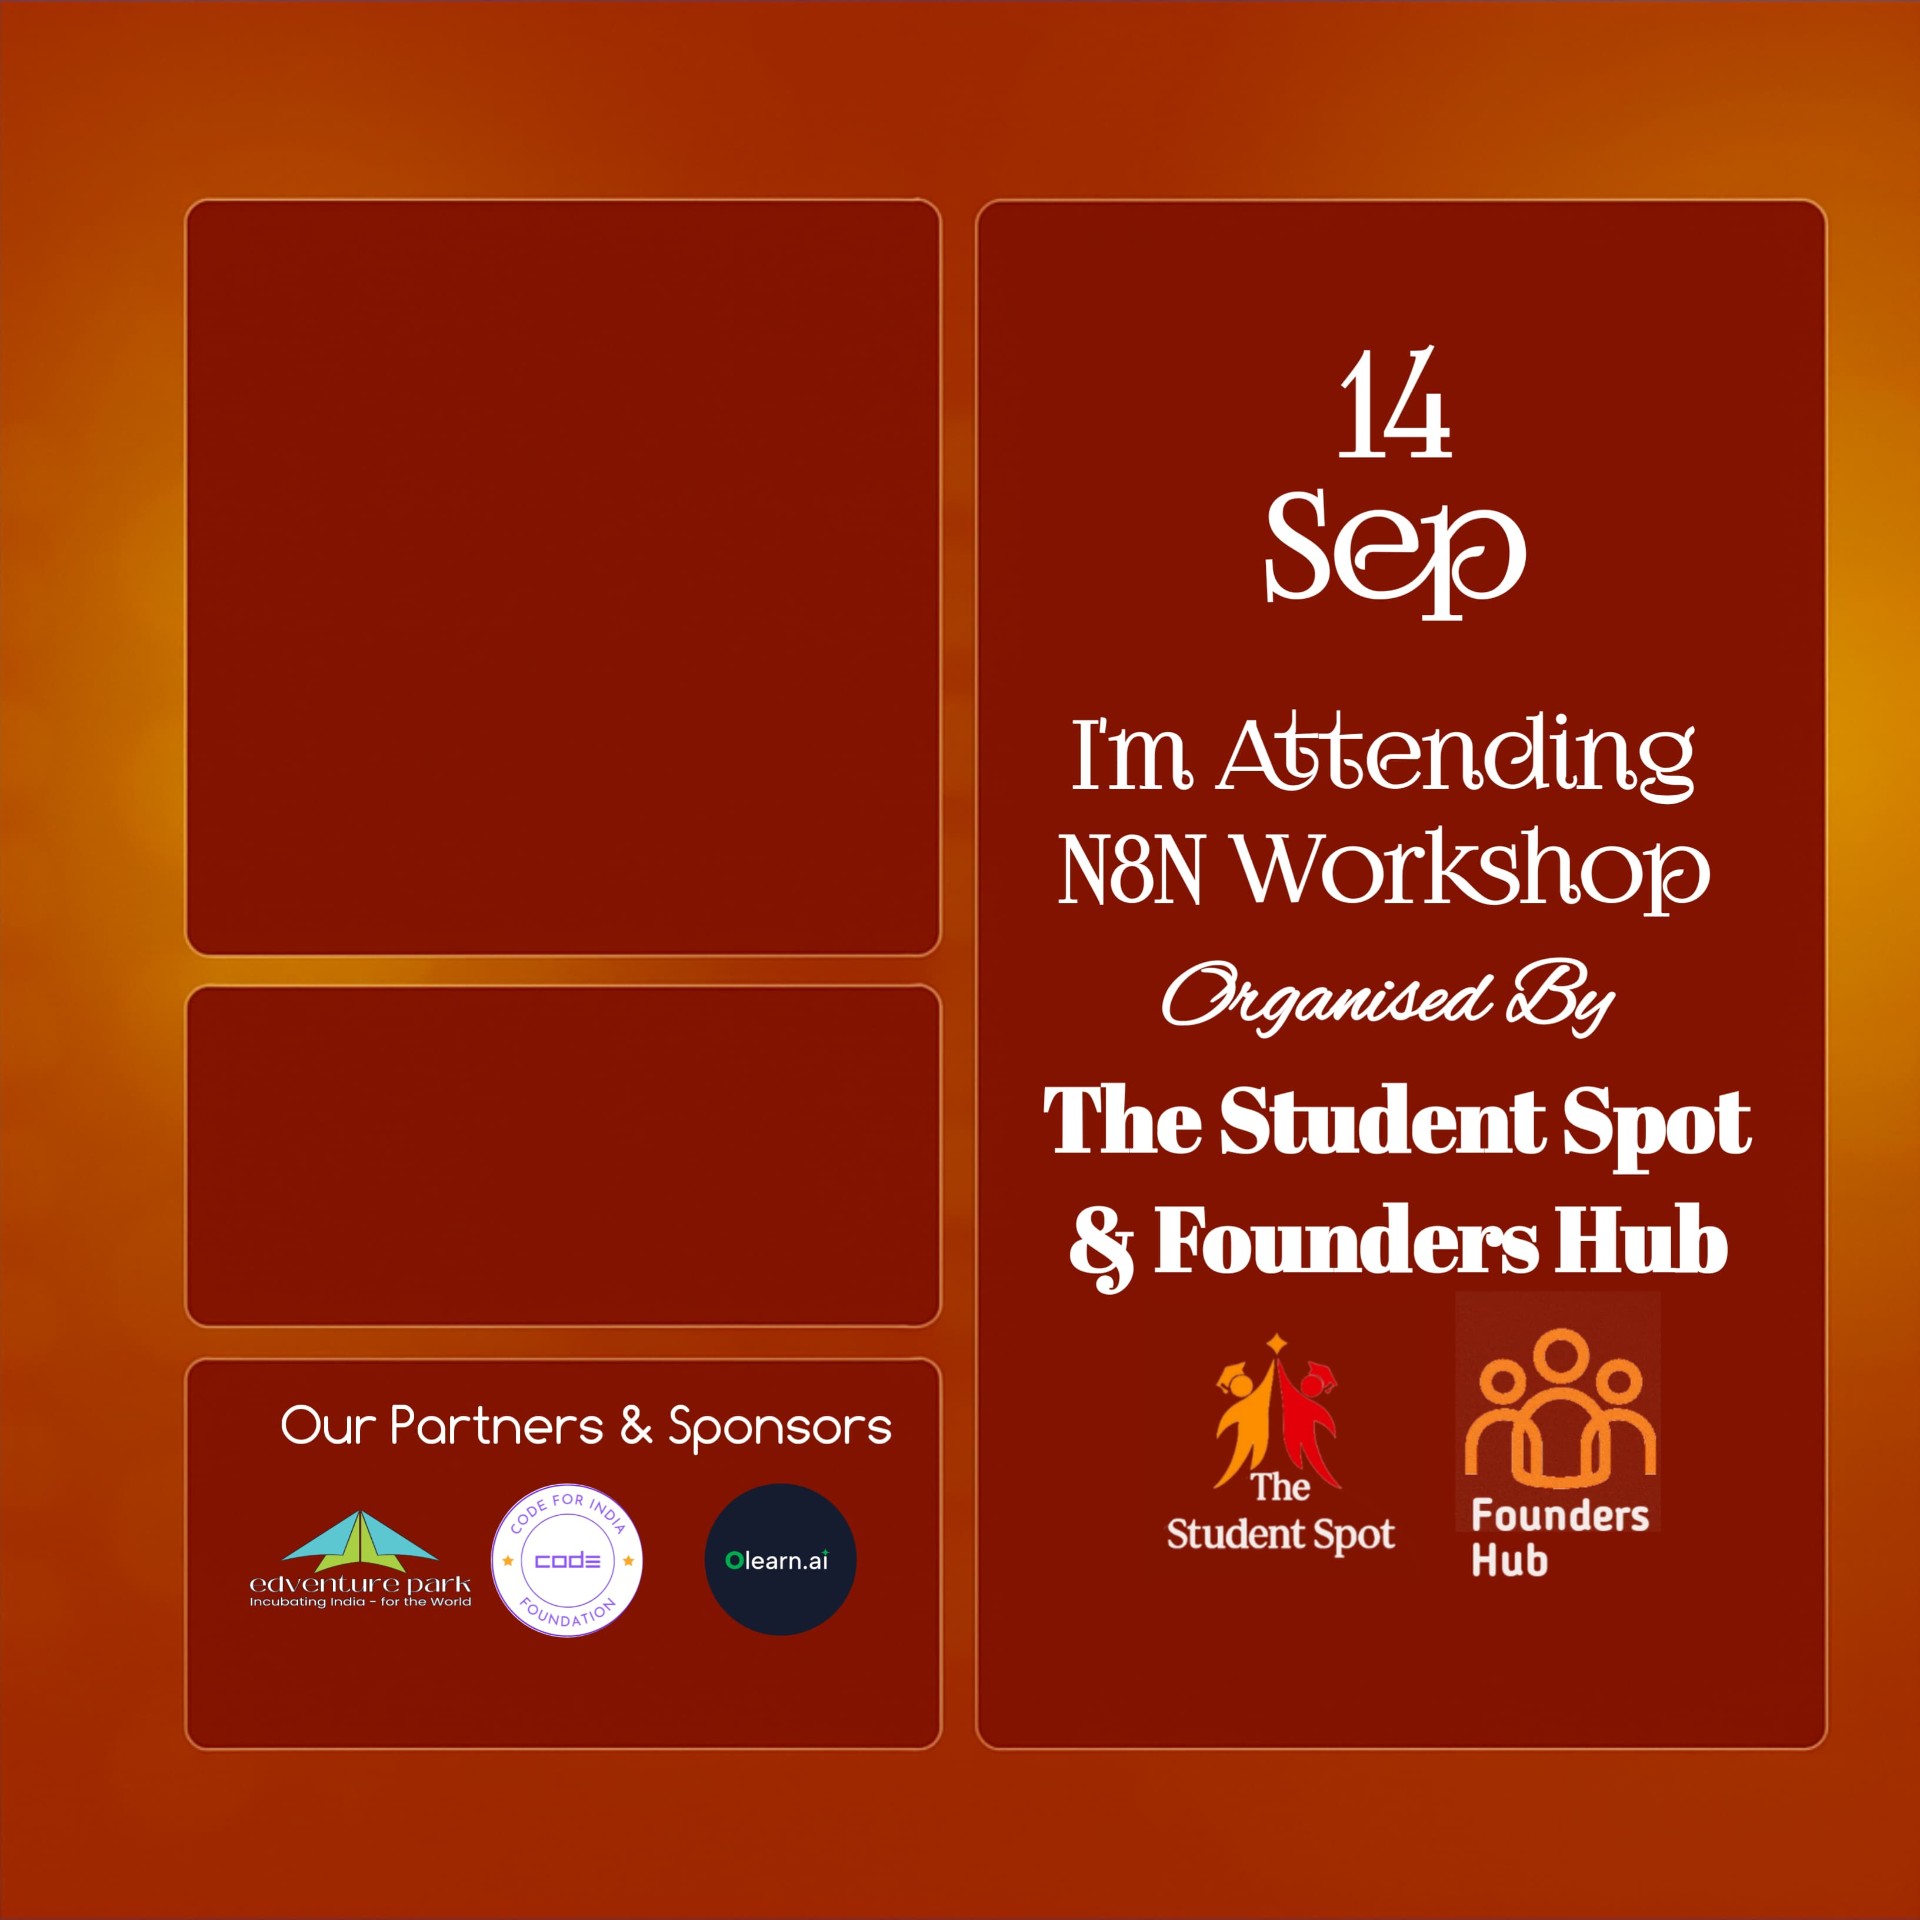 14
Sep
I'm Attending
N8N Workshop
Organised By
The Student Spot
& Founders Hub
The
Student Spot
Founders
Hub
Our Partners & Sponsors
edventure park
Incubating India - for the World
CODE FOR INDIA
code
FOUNDATION
Olearn.ai